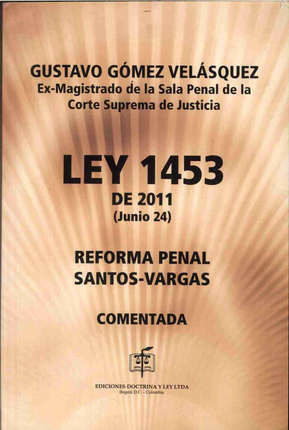 GUSTAVO GÓMEZ VELÁSQUEZ
Ex-Magistrado de la Sala Penal de la
Corte Suprema de Justicia
LEY 1453
DE 2011
(Junio 24)
REFORMA PENAL
SANTOS-VARGAS
COMENTADA
EDICIONES DOCTRINA Y LEY LTDA
Bogotá D.C. - Colombia